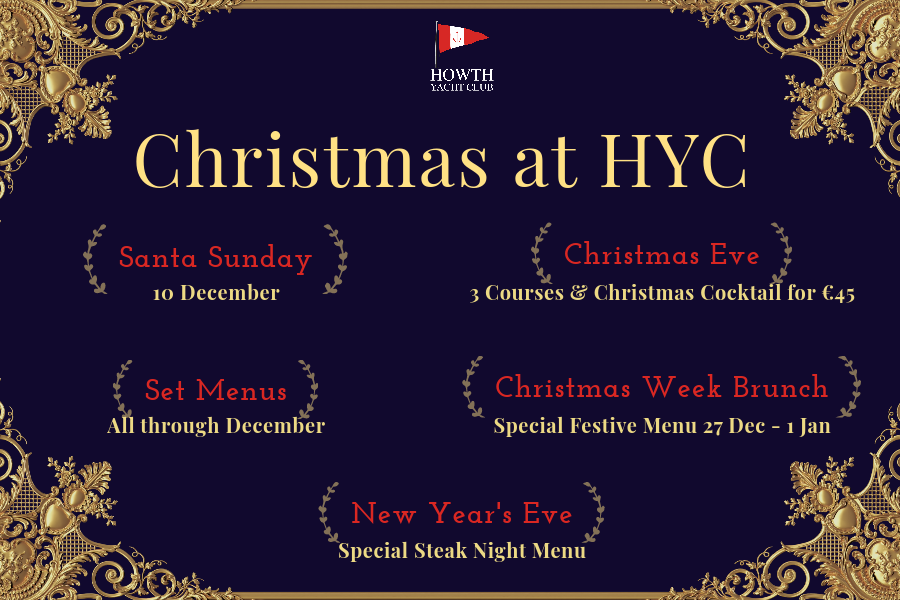 HOWTH
YACHT CLUB
Christmas at HYC
Santa Sunday
10 December
Christmas Eve
3 Courses & Christmas Cocktail for €45
Set Menus
All through December
Christmas Week Brunch
Special Festive Menu 27 Dec - 1 Jan
New Year's Eve
Special Steak Night Menu